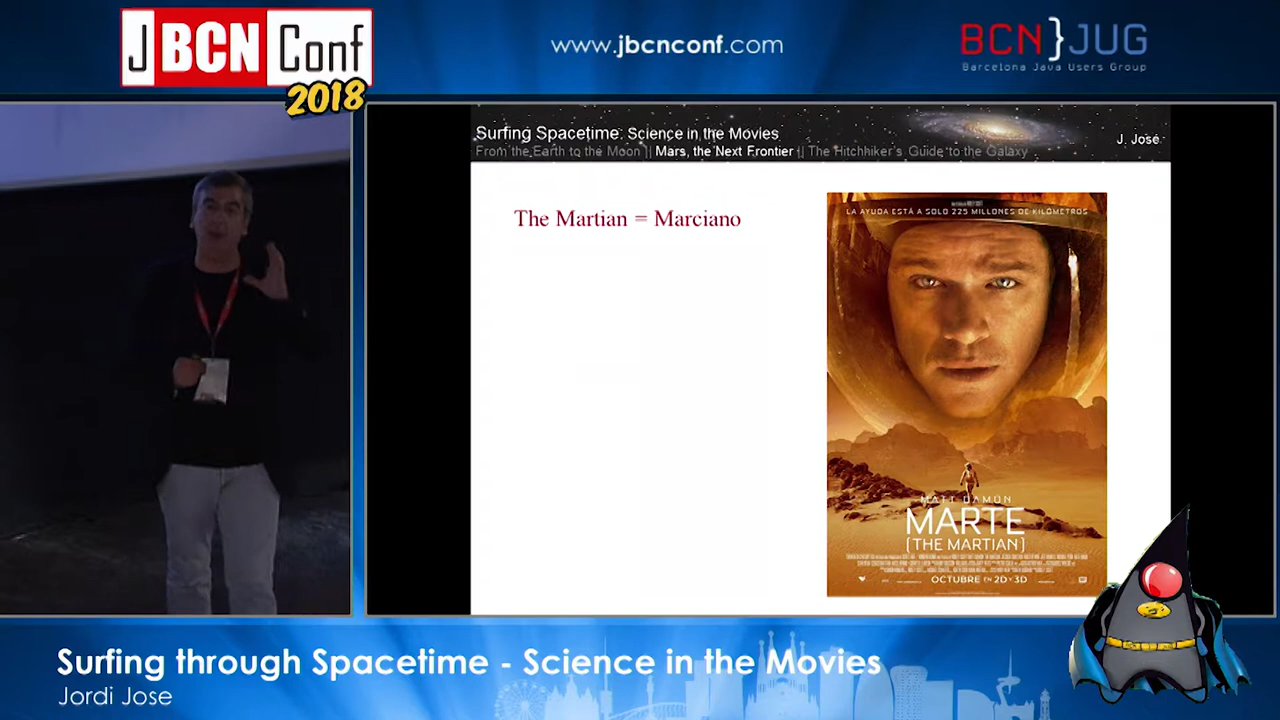 JBCN Conf
2018
www.jbcnconf.com
BCN}JUG
Barcelona Java Users Group
Surfing Spacetime: Science in the Movies
J. José
From the Earth to the Moon || Mars, the Next Frontier || The Hitchhiker's Guide to the Galaxy
The Martian = Marciano
LA AYUDA ESTÁ A SOLO 225 MILLONES DE KILÓMETROS
MATT DAMON
MARTE
[THE MARTIAN]
OCTUBRE EN 2D Y 3D
Surfing through Spacetime - Science in the Movies
Jordi Jose